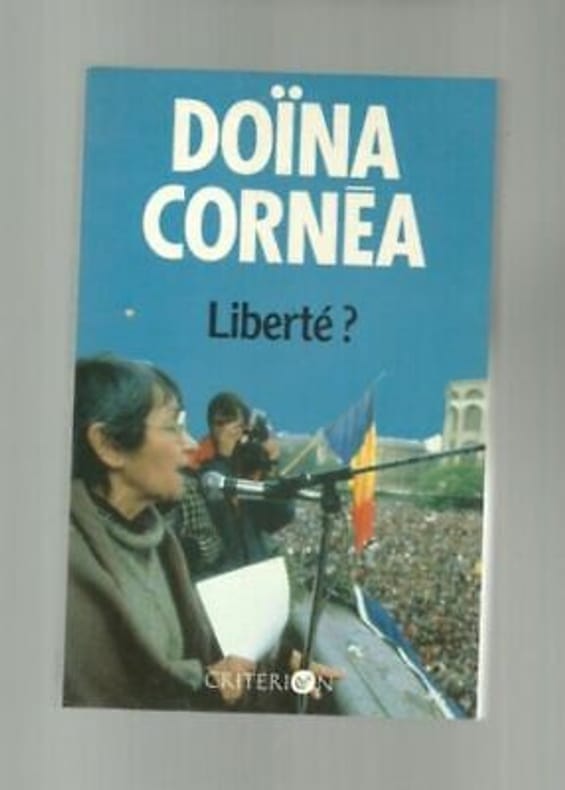 DOÏNA
CORNĒA
Liberté ?
CRITERION